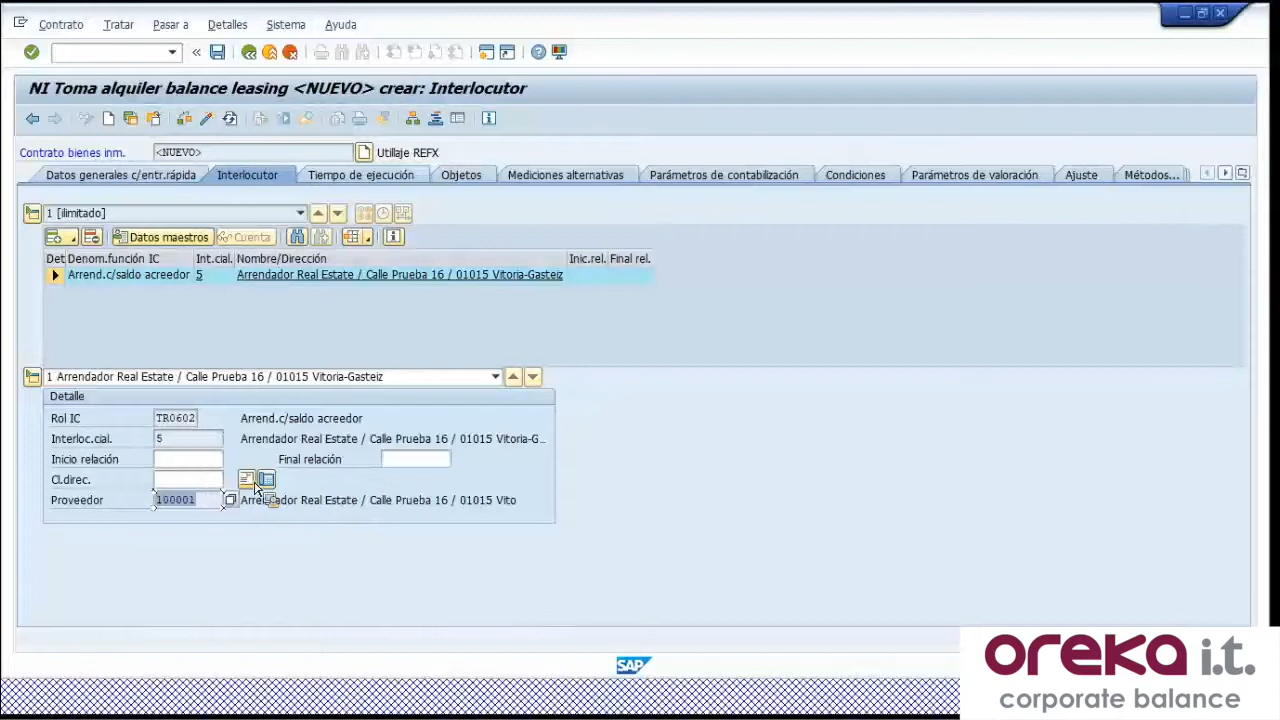 Contrato Tratar Pasar a Detalles Sistema Ayuda
NI Toma alquiler balance leasing <NUEVO> crear: Interlocutor
Contrato bienes inm. <NUEVO> Utillaje REFX
Datos generales c/entr.rápida Interlocutor Tiempo de ejecución Objetos Mediciones alternativas Parámetros de contabilización Condiciones Parámetros de valoración Ajuste Métodos...
1 [ilimitado]
Datos maestros Cuenta
Det Denom.función IC Int.cial. Nombre/Dirección Inic.rel. Final rel.
Arrend.c/saldo acreedor 5 Arrendador Real Estate / Calle Prueba 16 / 01015 Vitoria-Gasteiz
1 Arrendador Real Estate / Calle Prueba 16 / 01015 Vitoria-Gasteiz
Detalle
Rol IC TR0602 Arrend.c/saldo acreedor
Interloc.cial. 5 Arrendador Real Estate / Calle Prueba 16 / 01015 Vitoria-G...
Inicio relación Final relación
Cl.direc.
Proveedor 100001 Arrendador Real Estate / Calle Prueba 16 / 01015 Vito
SAP
oreka i.t.
corporate balance